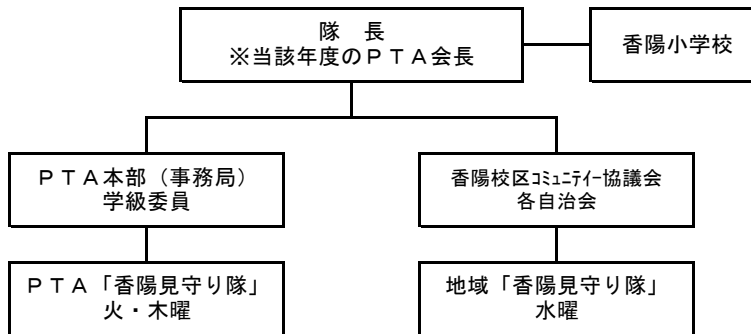 隊　長
※当該年度のＰＴＡ会長
香陽小学校
ＰＴＡ本部（事務局）
学級委員
香陽校区ｺﾐｭﾆﾃｲｰ協議会
各自治会
ＰＴＡ「香陽見守り隊」
火・木曜
地域「香陽見守り隊」
水曜